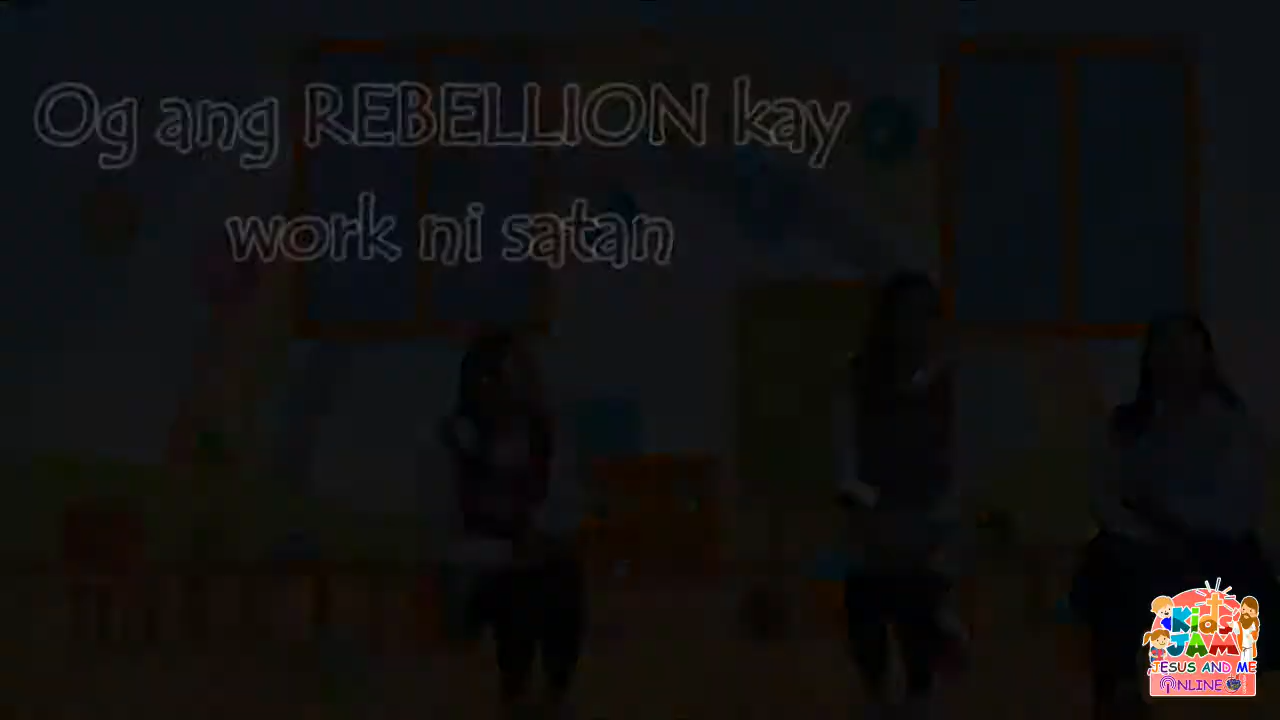 Og ang REBELLION kay
work ni satan
Kids
JAM
JESUS AND ME
ONLINE